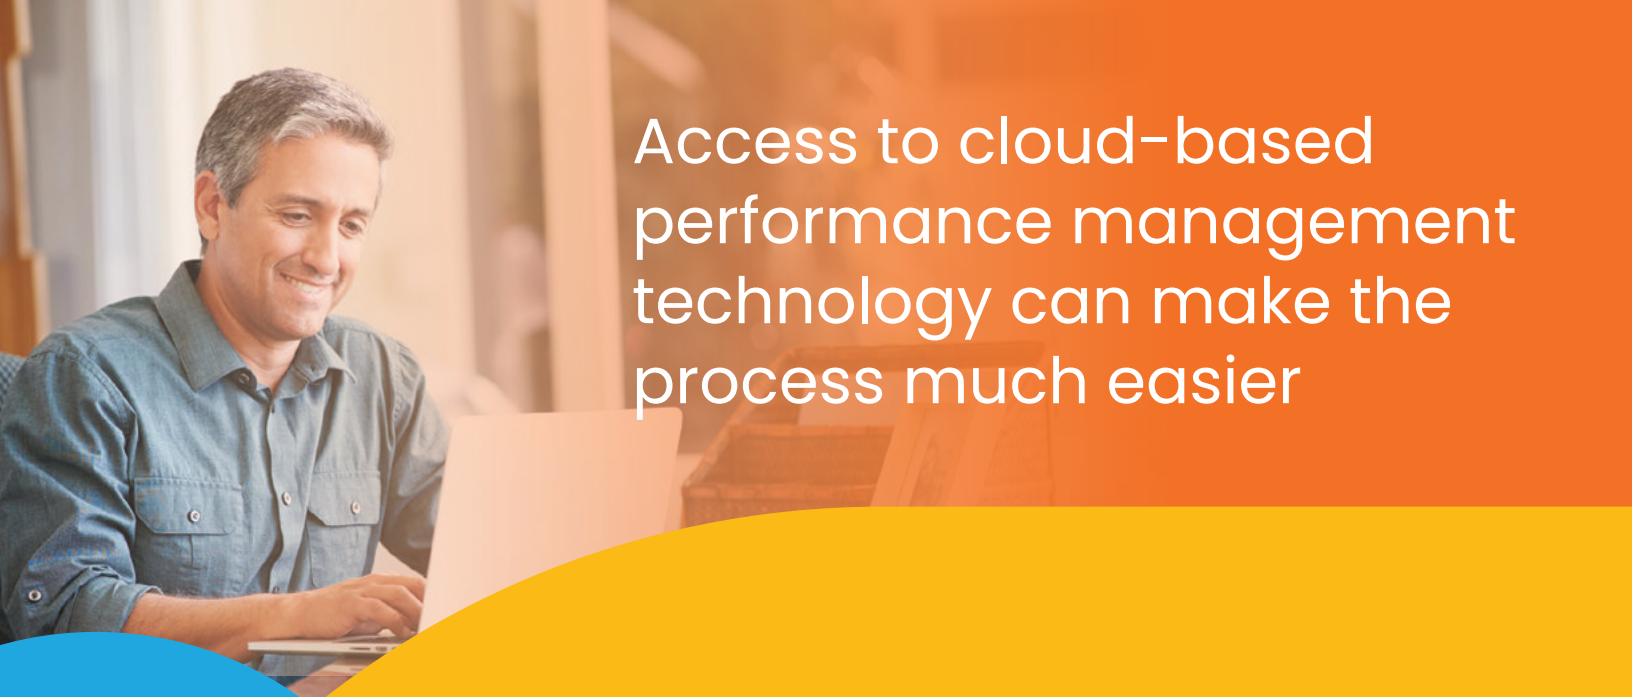 Access to cloud-based
performance management
technology can make the
process much easier